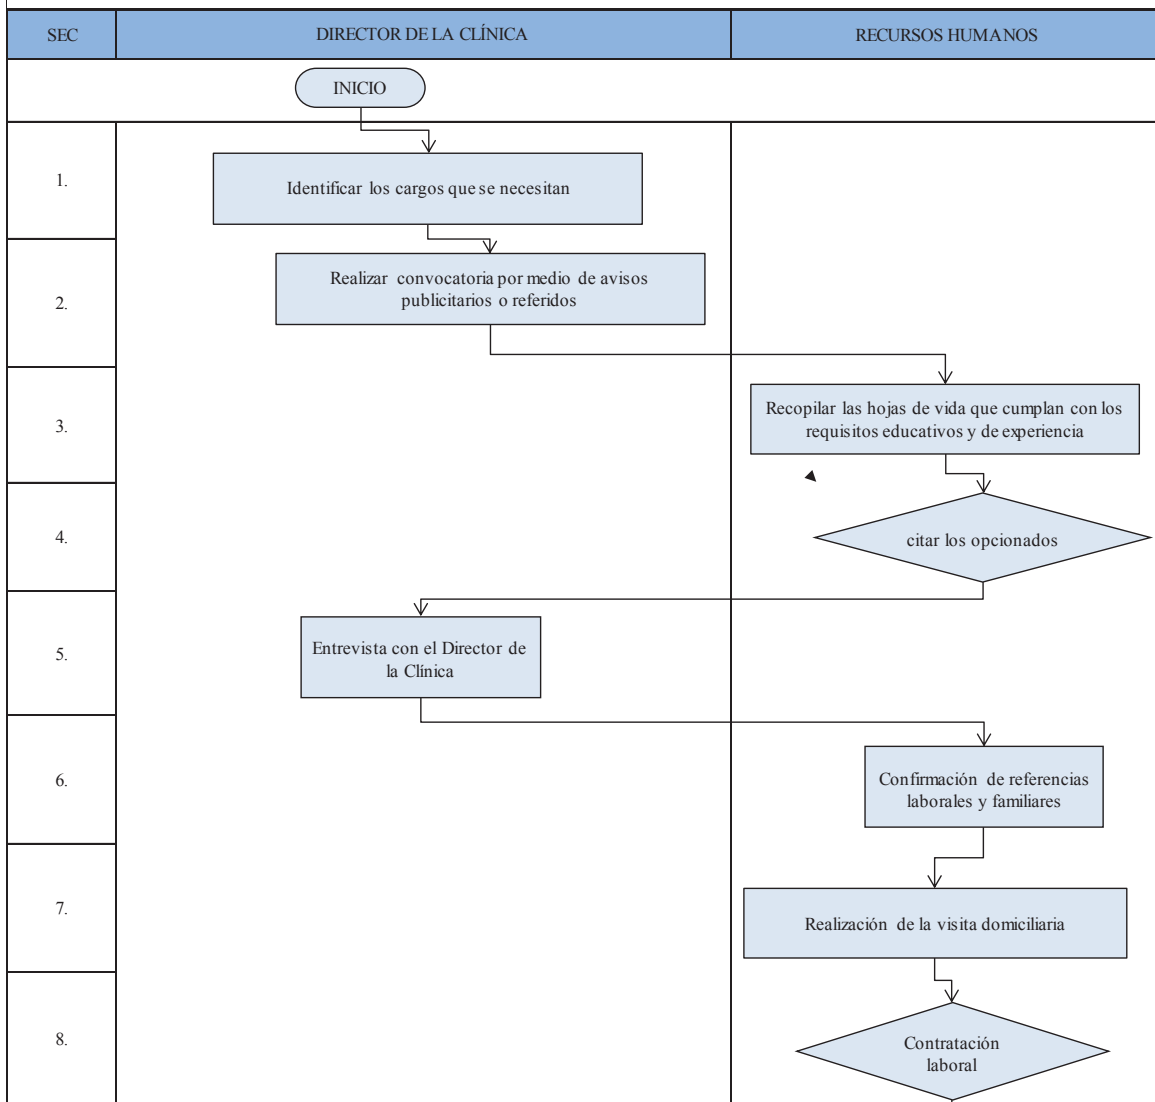 SEC
DIRECTOR DE LA CLÍNICA
RECURSOS HUMANOS
INICIO
1.
Identificar los cargos que se necesitan
2.
Realizar convocatoria por medio de avisos
publicitarios o referidos
3.
Recopilar las hojas de vida que cumplan con los
requisitos educativos y de experiencia
4.
citar los opcionados
5.
Entrevista con el Director de
la Clínica
6.
Confirmación de referencias
laborales y familiares
7.
Realización de la visita domiciliaria
8.
Contratación
laboral